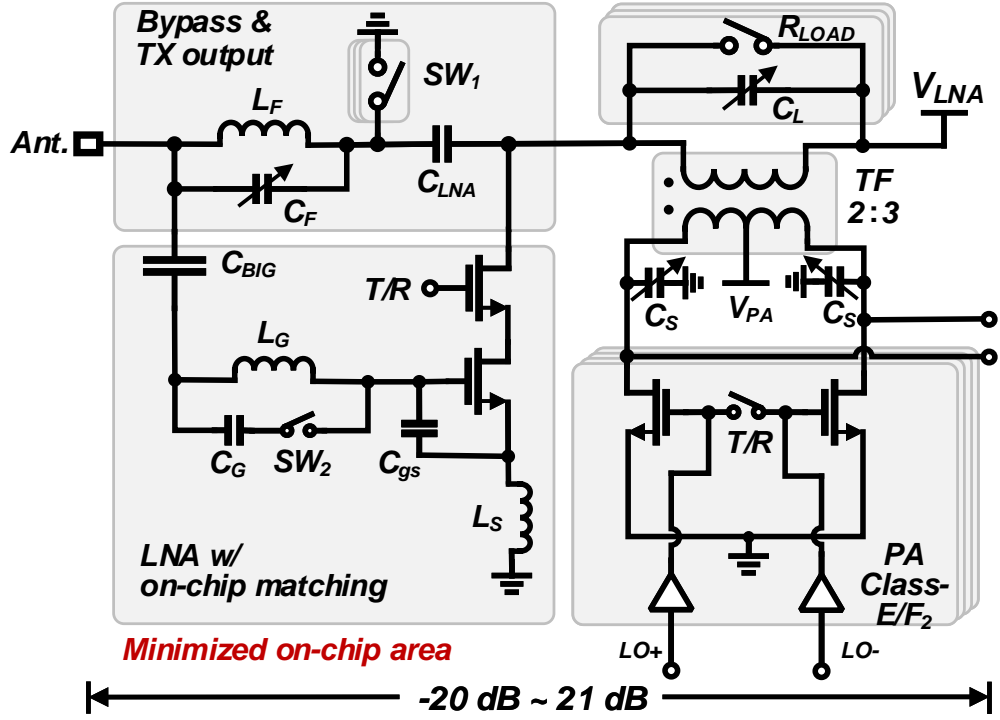 Bypass &
TX output
SW1
LF
CF
CLNA
Ant.
RLOAD
CL
VLNA
TF
2:3
CBIG
T/R
LG
CG
SW2
Cgs
LS
CS
VPA
CS
T/R
LNA w/
on-chip matching
PA
Class-
E/F2
LO+
LO-
Minimized on-chip area
-20 dB ~ 21 dB